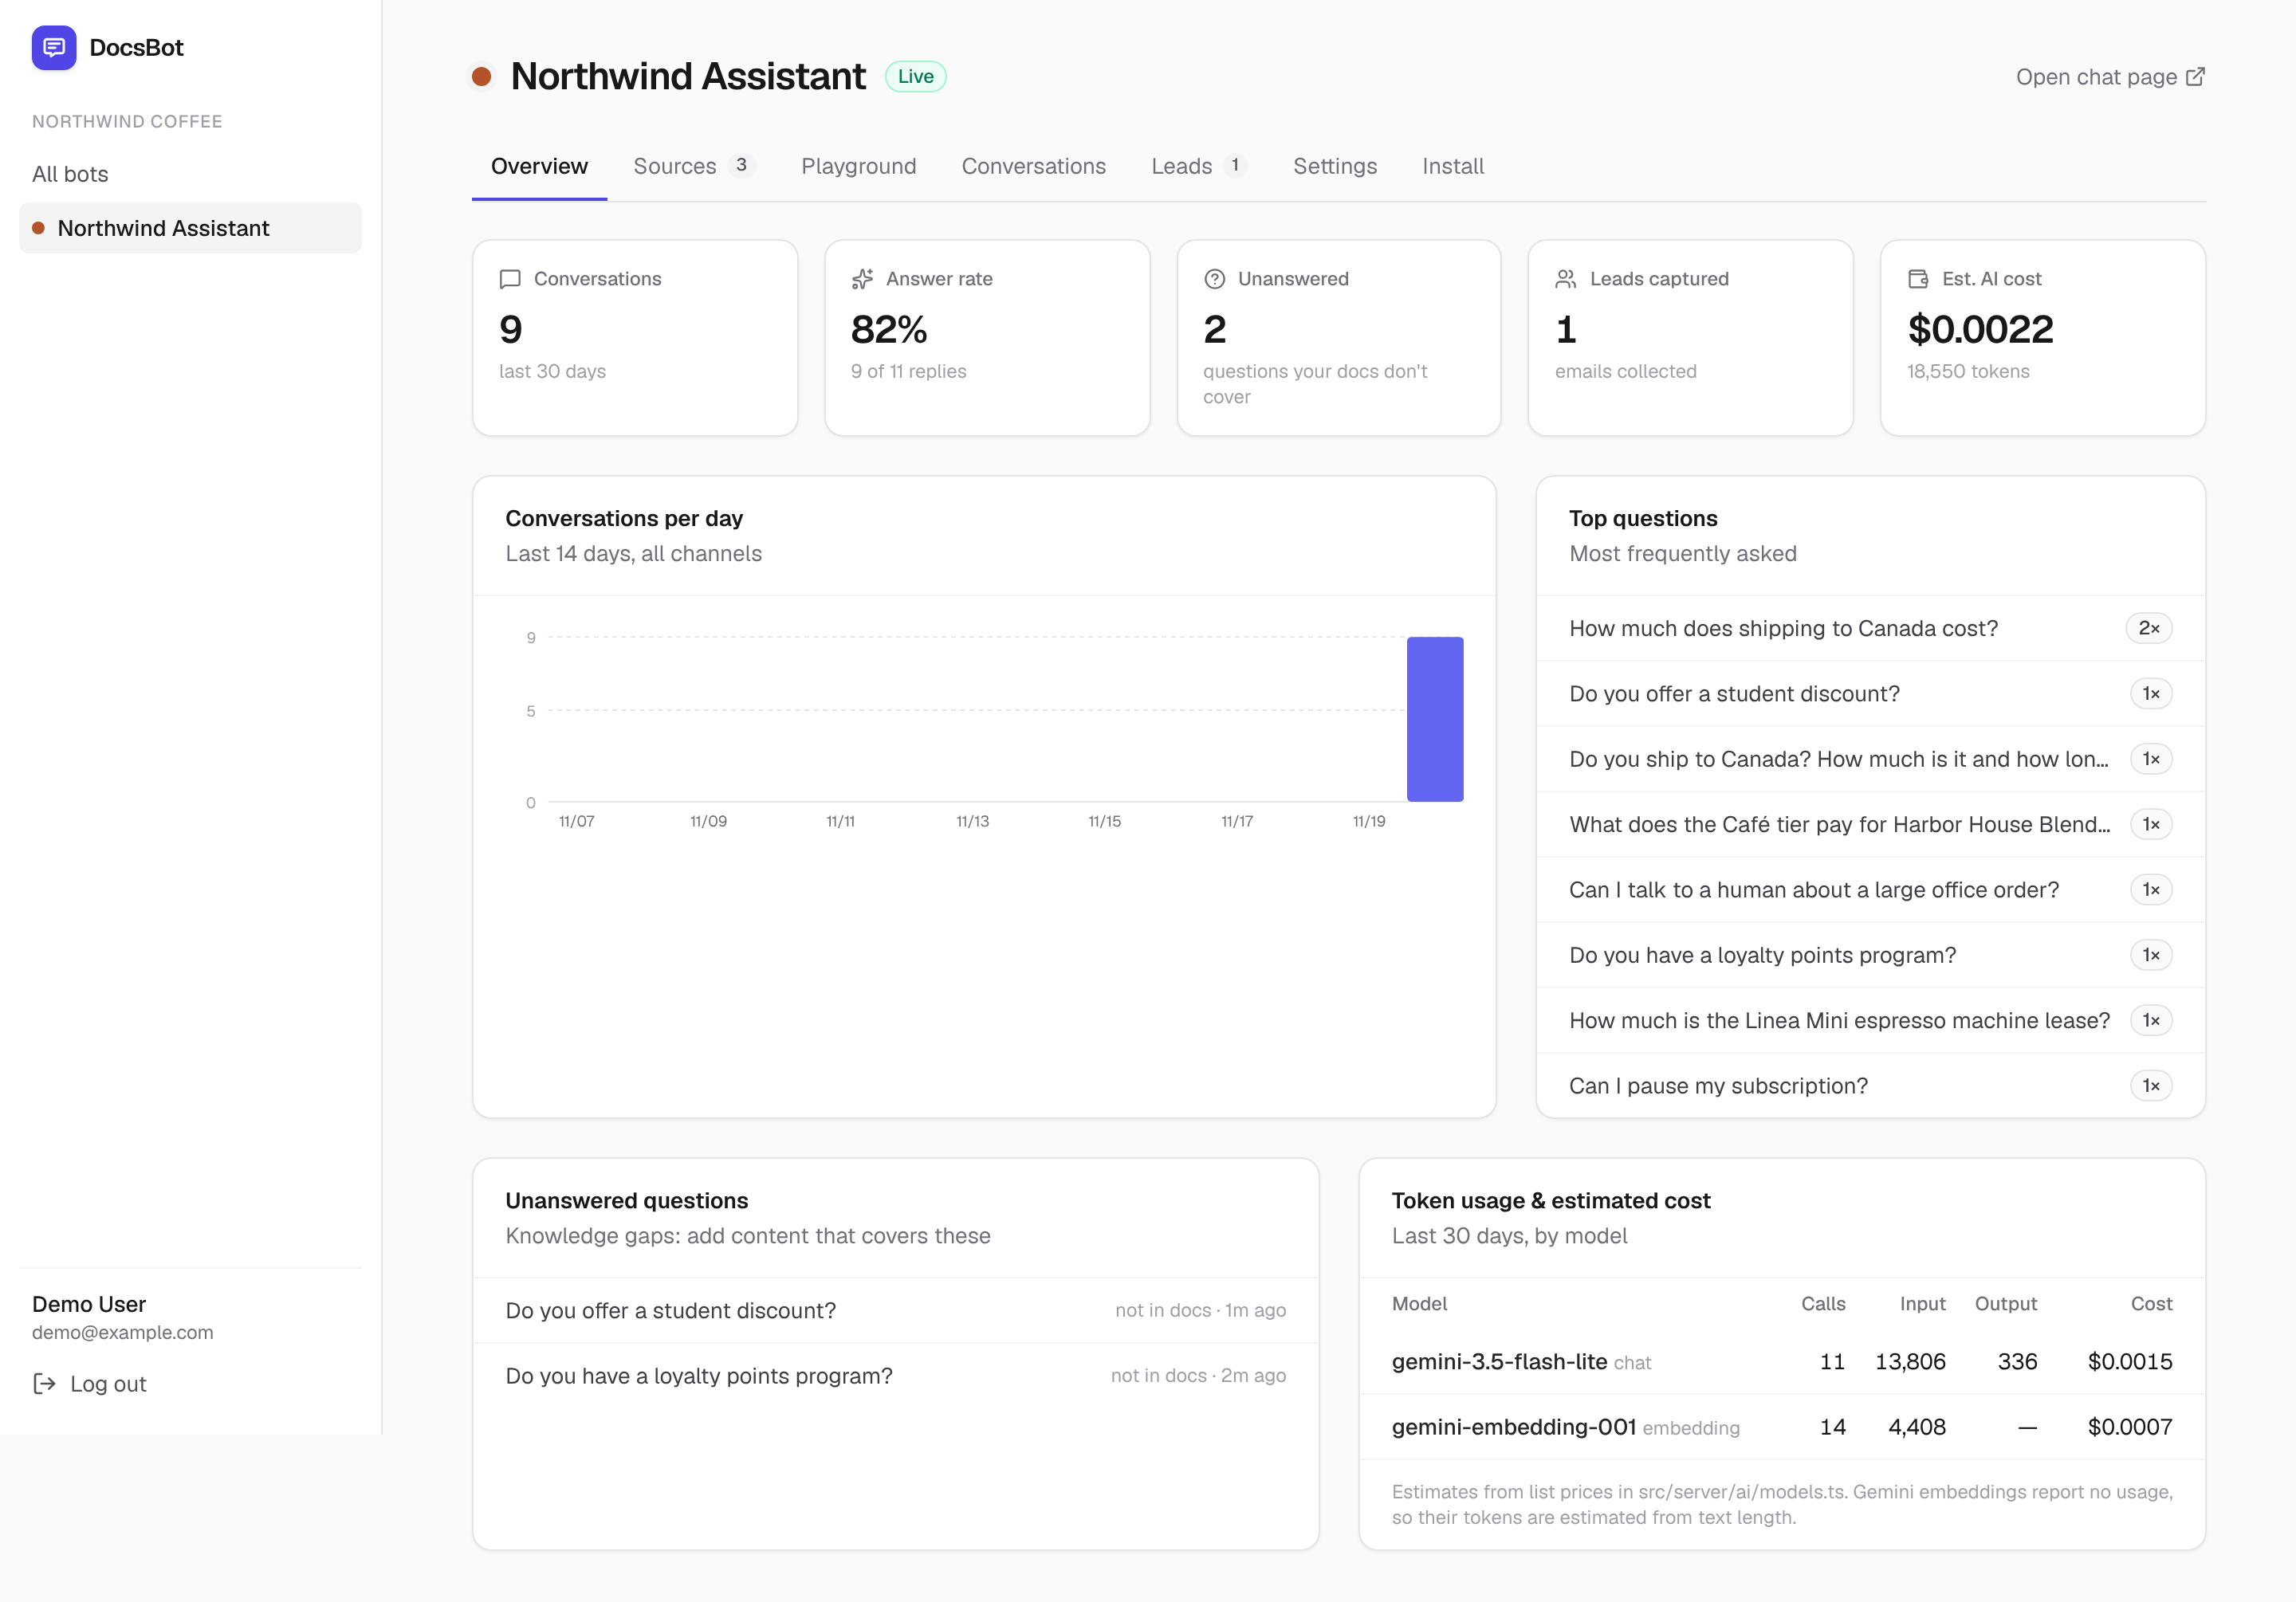 DocsBot
NORTHWIND COFFEE
All bots
Northwind Assistant
Demo User
demo@example.com
Log out
Northwind Assistant Live
Open chat page
Overview Sources 3 Playground Conversations Leads 1 Settings Install
Conversations
9
last 30 days
Answer rate
82%
9 of 11 replies
Unanswered
2
questions your docs don't
cover
Leads captured
1
emails collected
Est. AI cost
$0.0022
18,550 tokens
Conversations per day
Last 14 days, all channels
9
5
0
11/07 11/09 11/11 11/13 11/15 11/17 11/19
Top questions
Most frequently asked
How much does shipping to Canada cost? 2×
Do you offer a student discount? 1×
Do you ship to Canada? How much is it and how lon... 1×
What does the Café tier pay for Harbor House Blend... 1×
Can I talk to a human about a large office order? 1×
Do you have a loyalty points program? 1×
How much is the Linea Mini espresso machine lease? 1×
Can I pause my subscription? 1×
Unanswered questions
Knowledge gaps: add content that covers these
Do you offer a student discount? not in docs · 1m ago
Do you have a loyalty points program? not in docs · 2m ago
Token usage & estimated cost
Last 30 days, by model
Model Calls Input Output Cost
gemini-3.5-flash-lite chat 11 13,806 336 $0.0015
gemini-embedding-001 embedding 14 4,408 — $0.0007
Estimates from list prices in src/server/ai/models.ts. Gemini embeddings report no usage,
so their tokens are estimated from text length.